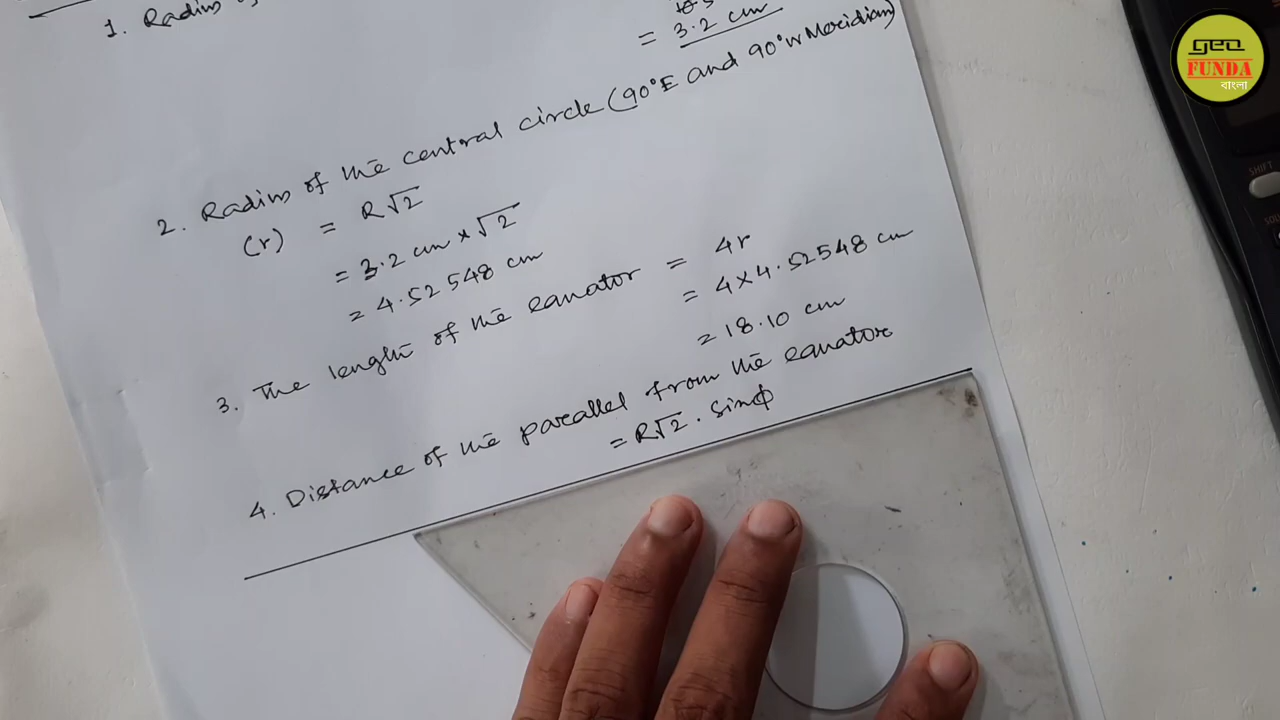 1. Radius
= 3.2 cm
2. Radius of the central circle (90°E and 90°W Meridian)
(r) = R√2
= 3.2 cm × √2
= 4.52548 cm
3. The lenght of the equator = 4r
= 4×4.52548 cm
= 18.10 cm
4. Distance of the parallel from the equator
= R√2 . Sinφ
geo
FUNDA
বাংলা
SHIFT